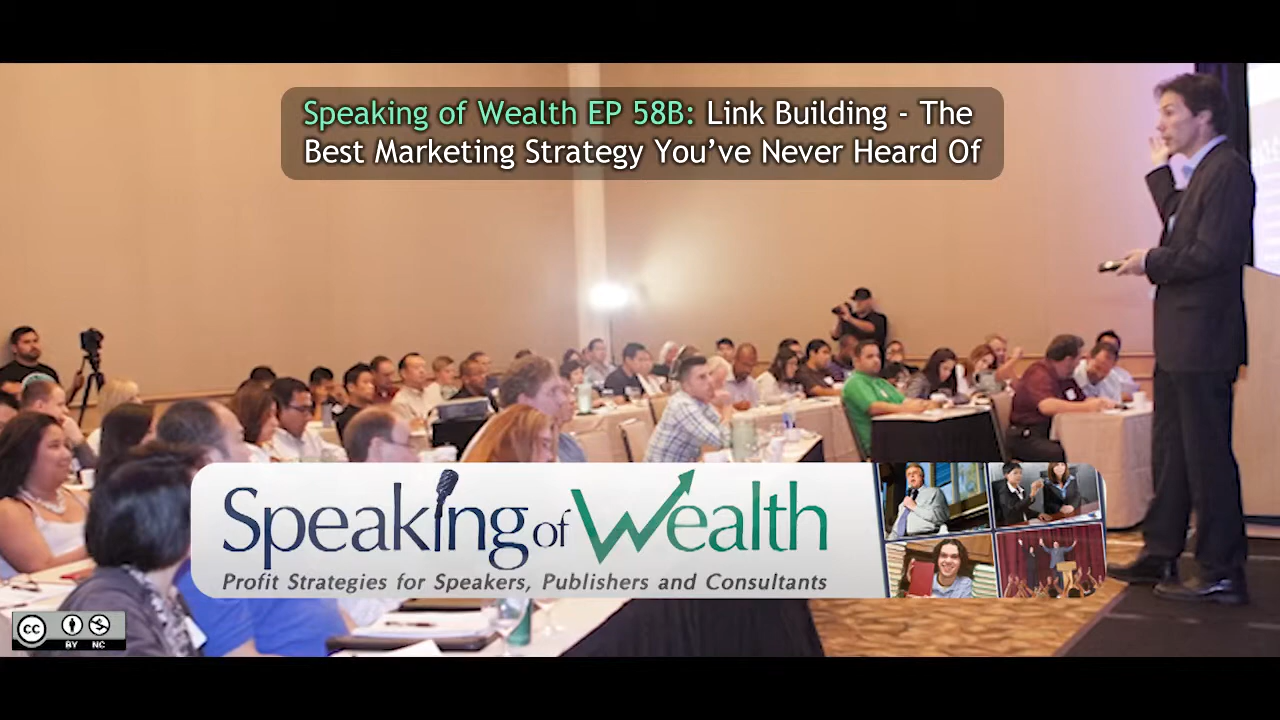 Speaking of Wealth EP 58B: Link Building - The
Best Marketing Strategy You’ve Never Heard Of
Speaking of Wealth
Profit Strategies for Speakers, Publishers and Consultants
cc
BY NC